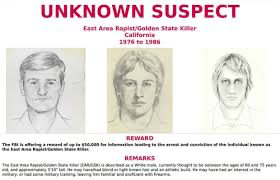 UNKNOWN SUSPECT
East Area Rapist/Golden State Killer
California
1976 to 1986
REWARD
The FBI is offering a reward of up to $50,000 for information leading to the arrest and conviction of the individual known as
the East Area Rapist/Golden State Killer.
REMARKS
The East Area Rapist/Golden State Killer (EAR/GSK) is described as a White male, currently thought to be between the ages of 60 and 75 years
old, and approximately 5'10" tall. He may have had blond or light brown hair and an athletic build. He may have had an interest in the
military, or had some military training, leaving him familiar and proficient with firearms.